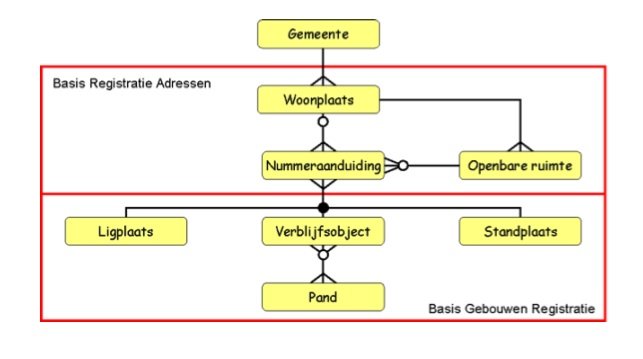 Gemeente
Basis Registratie Adressen
Woonplaats
Nummeraanduiding
Openbare ruimte
Ligplaats
Verblijfsobject
Standplaats
Pand
Basis Gebouwen Registratie